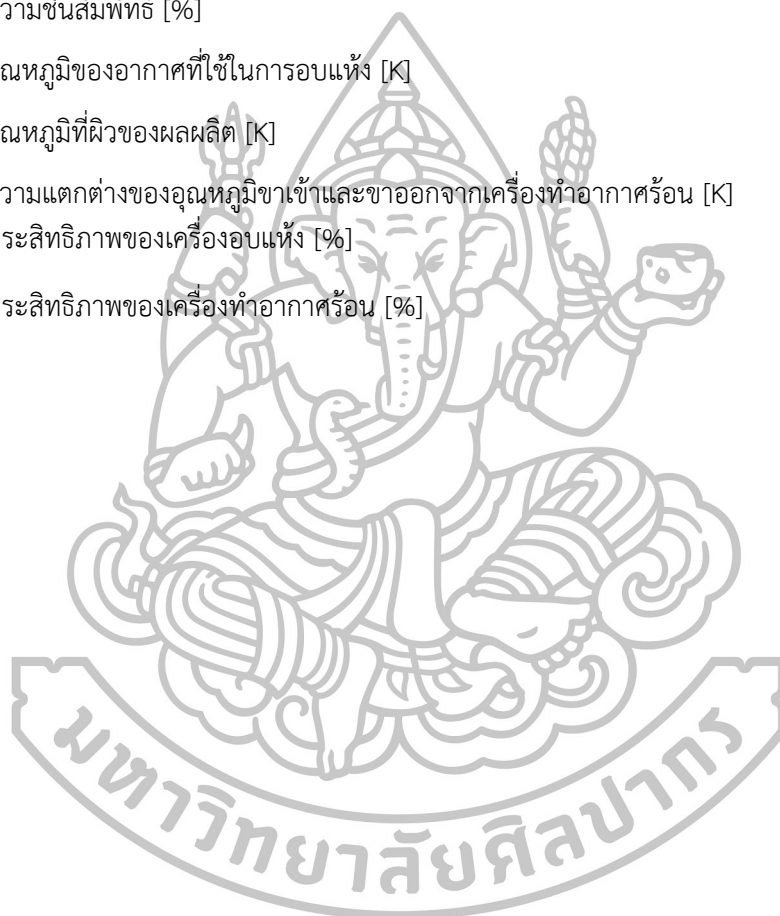 วามชื้นสัมพัทธ์ [%]
ณหภูมิของอากาศที่ใช้ในการอบแห้ง [K]
ณหภูมิที่ผิวของผลผลิต [K]
วามแตกต่างของอุณหภูมิขาเข้าและขาออกจากเครื่องทำอากาศร้อน [K]
ระสิทธิภาพของเครื่องอบแห้ง [%]
ระสิทธิภาพของเครื่องทำอากาศร้อน [%]
มหาวิทยาลัยศิลปากร